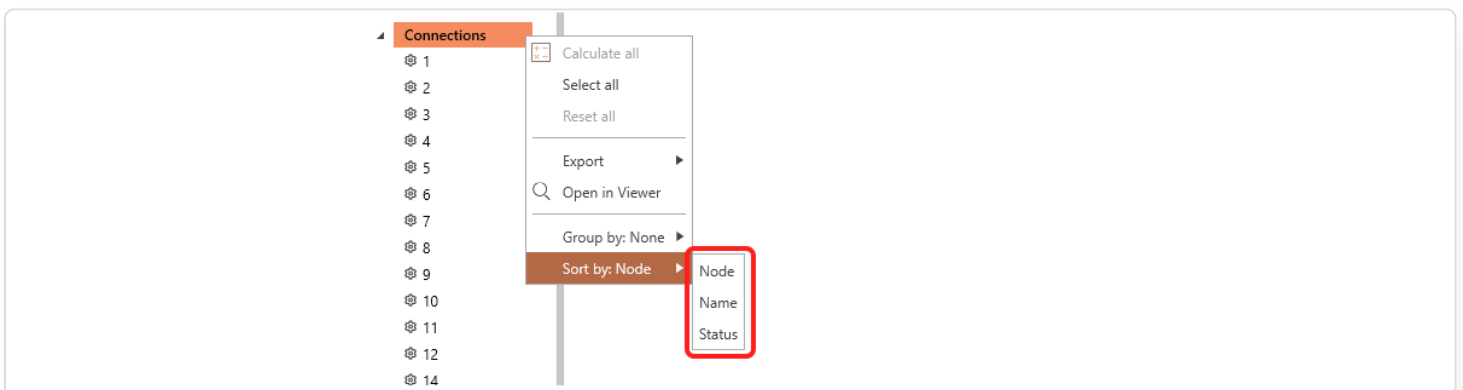 Connections
1
2
3
4
5
6
7
8
9
10
11
12
14
Calculate all
Select all
Reset all
Export
Open in Viewer
Group by: None
Sort by: Node
Node
Name
Status